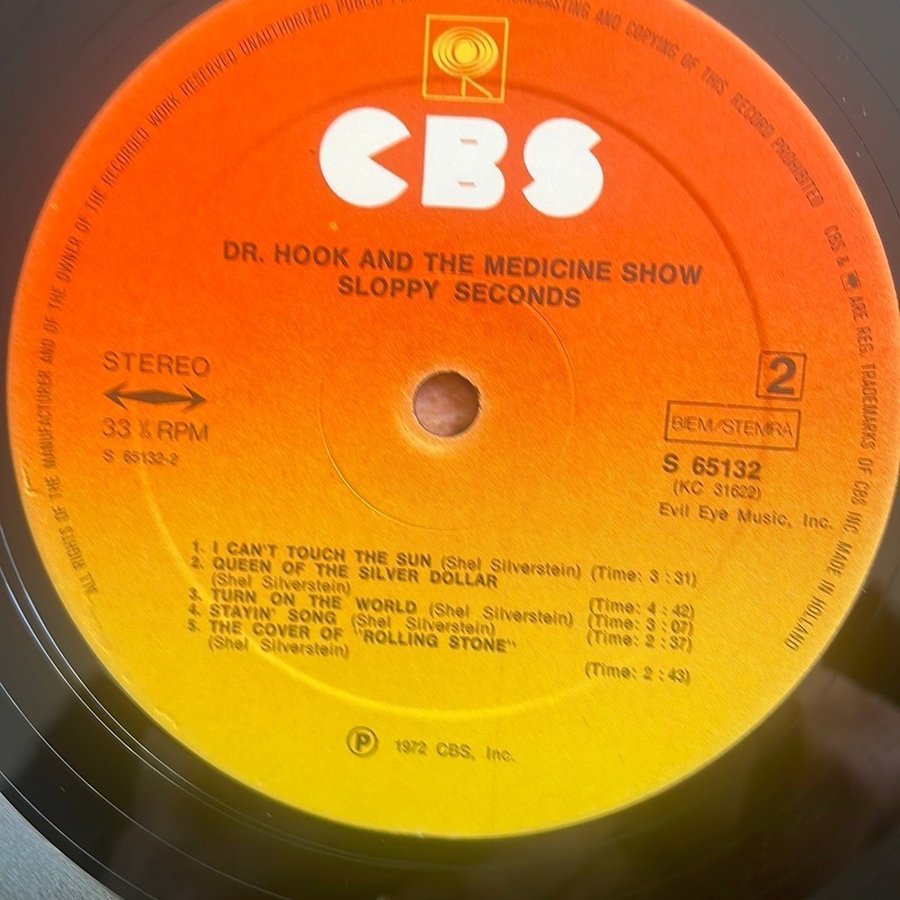 ALL RIGHTS OF THE MANUFACTURER AND OF THE OWNER OF THE RECORDED WORK RESERVED UNAUTHORIZED PUBLIC
AND COPYING OF THIS RECORD PROHIBITED
CBS & ARE REG. TRADEMARKS OF CBS INC. MADE IN HOLLAND
CBS
DR. HOOK AND THE MEDICINE SHOW
SLOPPY SECONDS
STEREO
33 ⅓ RPM
S 65132-2
2
BIEM/STEMRA
S 65132
(KC 31622)
Evil Eye Music, Inc.
1. I CAN'T TOUCH THE SUN (Shel Silverstein) (Time: 3 : 31)
2. QUEEN OF THE SILVER DOLLAR
(Shel Silverstein) (Time: 4 : 42)
3. TURN ON THE WORLD (Shel Silverstein) (Time: 3 : 07)
4. STAYIN' SONG (Shel Silverstein) (Time: 2 : 37)
5. THE COVER OF "ROLLING STONE"
(Shel Silverstein) (Time: 2 : 43)
Ⓟ 1972 CBS, Inc.